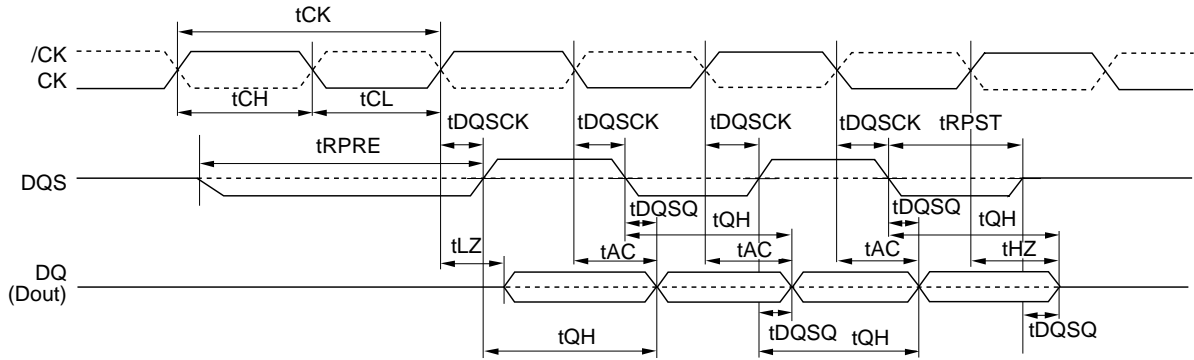 tCK
/CK
CK
tCH tCL
tDQSCK tDQSCK tDQSCK tDQSCK tRPST
tRPRE
DQS
tDQSQ tDQSQ
tQH tQH
tLZ tAC tAC tAC tHZ
DQ
(Dout)
tDQSQ tDQSQ
tQH tQH